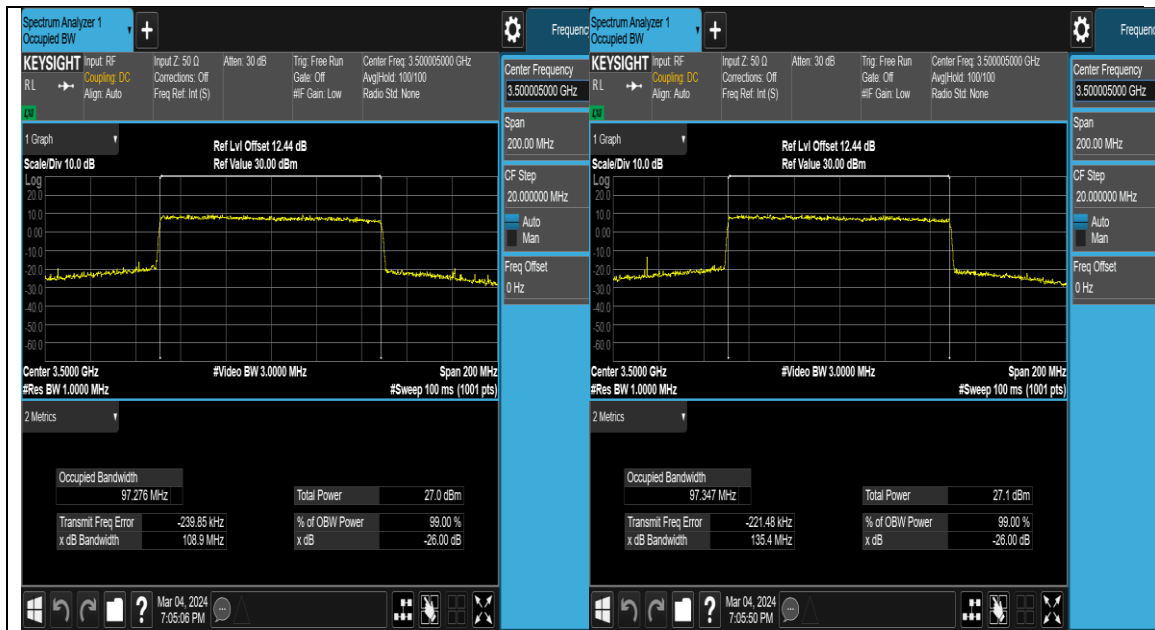 Spectrum Analyzer 1
Occupied BW
+
Frequenc
KEYSIGHT
R L
LNI
Input: RF
Coupling: DC
Align: Auto
Input Z: 50 Ω
Corrections: Off
Freq Ref: Int (S)
Atten: 30 dB
Trig: Free Run
Gate: Off
#IF Gain: Low
Center Freq: 3.500005000 GHz
Avg|Hold: 100/100
Radio Std: None
Center Frequency
3.500005000 GHz
Span
200.00 MHz
CF Step
20.000000 MHz
Auto
Man
Freq Offset
0 Hz
1 Graph
Scale/Div 10.0 dB
Ref Lvl Offset 12.44 dB
Ref Value 30.00 dBm
Log
20.0
10.0
0.00
-10.0
-20.0
-30.0
-40.0
-50.0
-60.0
Center 3.5000 GHz
#Res BW 1.0000 MHz
#Video BW 3.0000 MHz
Span 200 MHz
#Sweep 100 ms (1001 pts)
2 Metrics
Occupied Bandwidth
97.276 MHz
Transmit Freq Error -239.85 kHz
x dB Bandwidth 108.9 MHz
Total Power 27.0 dBm
% of OBW Power 99.00 %
x dB -26.00 dB
?
Mar 04, 2024
7:05:06 PM
Spectrum Analyzer 1
Occupied BW
+
Frequenc
KEYSIGHT
R L
LNI
Input: RF
Coupling: DC
Align: Auto
Input Z: 50 Ω
Corrections: Off
Freq Ref: Int (S)
Atten: 30 dB
Trig: Free Run
Gate: Off
#IF Gain: Low
Center Freq: 3.500005000 GHz
Avg|Hold: 100/100
Radio Std: None
Center Frequency
3.500005000 GHz
Span
200.00 MHz
CF Step
20.000000 MHz
Auto
Man
Freq Offset
0 Hz
1 Graph
Scale/Div 10.0 dB
Ref Lvl Offset 12.44 dB
Ref Value 30.00 dBm
Log
20.0
10.0
0.00
-10.0
-20.0
-30.0
-40.0
-50.0
-60.0
Center 3.5000 GHz
#Res BW 1.0000 MHz
#Video BW 3.0000 MHz
Span 200 MHz
#Sweep 100 ms (1001 pts)
2 Metrics
Occupied Bandwidth
97.347 MHz
Transmit Freq Error -221.48 kHz
x dB Bandwidth 135.4 MHz
Total Power 27.1 dBm
% of OBW Power 99.00 %
x dB -26.00 dB
?
Mar 04, 2024
7:05:50 PM